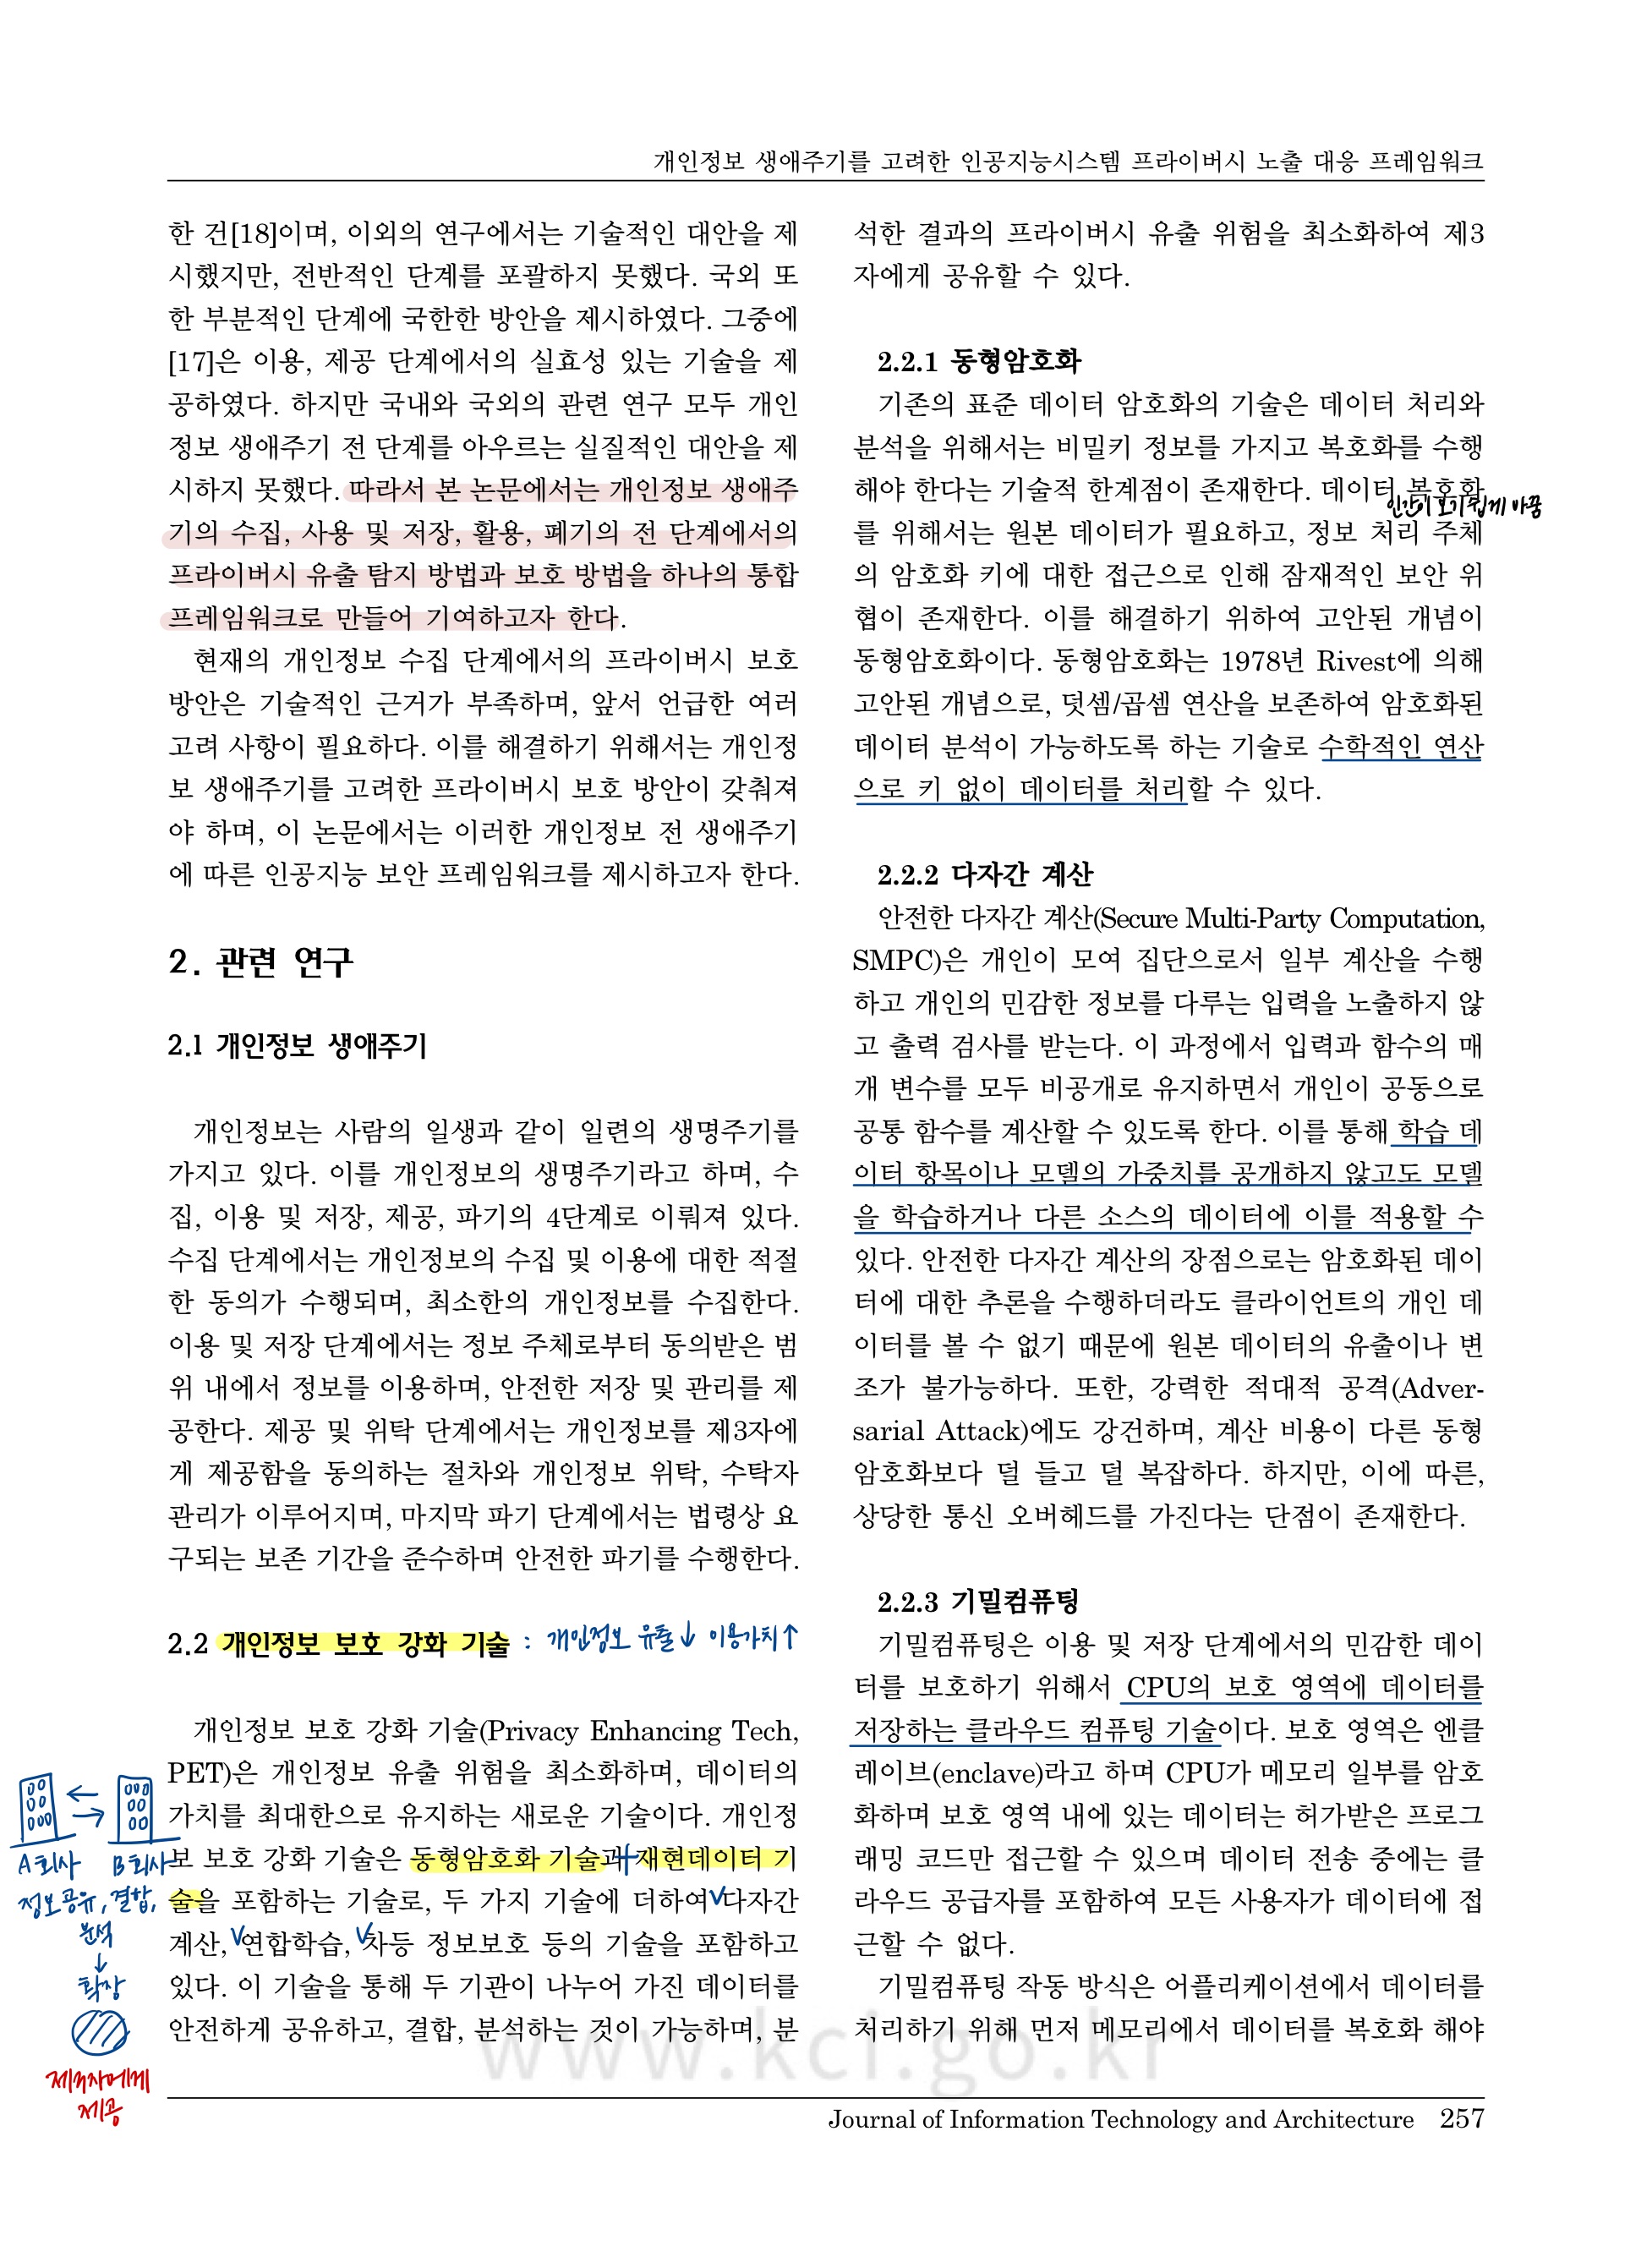 개인정보 생애주기를 고려한 인공지능시스템 프라이버시 노출 대응 프레임워크
한 건[18]이며, 이외의 연구에서는 기술적인 대안을 제
시했지만, 전반적인 단계를 포괄하지 못했다. 국외 또
한 부분적인 단계에 국한한 방안을 제시하였다. 그중에
[17]은 이용, 제공 단계에서의 실효성 있는 기술을 제
공하였다. 하지만 국내와 국외의 관련 연구 모두 개인
정보 생애주기 전 단계를 아우르는 실질적인 대안을 제
시하지 못했다. 따라서 본 논문에서는 개인정보 생애주
기의 수집, 사용 및 저장, 활용, 폐기의 전 단계에서의
프라이버시 유출 탐지 방법과 보호 방법을 하나의 통합
프레임워크로 만들어 기여하고자 한다.
현재의 개인정보 수집 단계에서의 프라이버시 보호
방안은 기술적인 근거가 부족하며, 앞서 언급한 여러
고려 사항이 필요하다. 이를 해결하기 위해서는 개인정
보 생애주기를 고려한 프라이버시 보호 방안이 갖춰져
야 하며, 이 논문에서는 이러한 개인정보 전 생애주기
에 따른 인공지능 보안 프레임워크를 제시하고자 한다.
2. 관련 연구
2.1 개인정보 생애주기
개인정보는 사람의 일생과 같이 일련의 생명주기를
가지고 있다. 이를 개인정보의 생명주기라고 하며, 수
집, 이용 및 저장, 제공, 파기의 4단계로 이뤄져 있다.
수집 단계에서는 개인정보의 수집 및 이용에 대한 적절
한 동의가 수행되며, 최소한의 개인정보를 수집한다.
이용 및 저장 단계에서는 정보 주체로부터 동의받은 범
위 내에서 정보를 이용하며, 안전한 저장 및 관리를 제
공한다. 제공 및 위탁 단계에서는 개인정보를 제3자에
게 제공함을 동의하는 절차와 개인정보 위탁, 수탁자
관리가 이루어지며, 마지막 파기 단계에서는 법령상 요
구되는 보존 기간을 준수하며 안전한 파기를 수행한다.
2.2 개인정보 보호 강화 기술 : 개인정보 유출↓ 이용가치↑
개인정보 보호 강화 기술(Privacy Enhancing Tech,
PET)은 개인정보 유출 위험을 최소화하며, 데이터의
가치를 최대한으로 유지하는 새로운 기술이다. 개인정
보 보호 강화 기술은 동형암호화 기술과 재현데이터 기
술을 포함하는 기술로, 두 가지 기술에 더하여 다자간
계산, 연합학습, 차등 정보보호 등의 기술을 포함하고
있다. 이 기술을 통해 두 기관이 나누어 가진 데이터를
안전하게 공유하고, 결합, 분석하는 것이 가능하며, 분
A회사 B회사
정보공유, 결합,
분석
↓
확장
제3자에게
제공
석한 결과의 프라이버시 유출 위험을 최소화하여 제3
자에게 공유할 수 있다.
2.2.1 동형암호화
기존의 표준 데이터 암호화의 기술은 데이터 처리와
분석을 위해서는 비밀키 정보를 가지고 복호화를 수행
해야 한다는 기술적 한계점이 존재한다. 데이터 복호화
인간이 보기 쉽게 바꿈
를 위해서는 원본 데이터가 필요하고, 정보 처리 주체
의 암호화 키에 대한 접근으로 인해 잠재적인 보안 위
협이 존재한다. 이를 해결하기 위하여 고안된 개념이
동형암호화이다. 동형암호화는 1978년 Rivest에 의해
고안된 개념으로, 덧셈/곱셈 연산을 보존하여 암호화된
데이터 분석이 가능하도록 하는 기술로 수학적인 연산
으로 키 없이 데이터를 처리할 수 있다.
2.2.2 다자간 계산
안전한 다자간 계산(Secure Multi-Party Computation,
SMPC)은 개인이 모여 집단으로서 일부 계산을 수행
하고 개인의 민감한 정보를 다루는 입력을 노출하지 않
고 출력 검사를 받는다. 이 과정에서 입력과 함수의 매
개 변수를 모두 비공개로 유지하면서 개인이 공동으로
공통 함수를 계산할 수 있도록 한다. 이를 통해 학습 데
이터 항목이나 모델의 가중치를 공개하지 않고도 모델
을 학습하거나 다른 소스의 데이터에 이를 적용할 수
있다. 안전한 다자간 계산의 장점으로는 암호화된 데이
터에 대한 추론을 수행하더라도 클라이언트의 개인 데
이터를 볼 수 없기 때문에 원본 데이터의 유출이나 변
조가 불가능하다. 또한, 강력한 적대적 공격(Adver-
sarial Attack)에도 강건하며, 계산 비용이 다른 동형
암호화보다 덜 들고 덜 복잡하다. 하지만, 이에 따른,
상당한 통신 오버헤드를 가진다는 단점이 존재한다.
2.2.3 기밀컴퓨팅
기밀컴퓨팅은 이용 및 저장 단계에서의 민감한 데이
터를 보호하기 위해서 CPU의 보호 영역에 데이터를
저장하는 클라우드 컴퓨팅 기술이다. 보호 영역은 엔클
레이브(enclave)라고 하며 CPU가 메모리 일부를 암호
화하며 보호 영역 내에 있는 데이터는 허가받은 프로그
래밍 코드만 접근할 수 있으며 데이터 전송 중에는 클
라우드 공급자를 포함하여 모든 사용자가 데이터에 접
근할 수 없다.
기밀컴퓨팅 작동 방식은 어플리케이션에서 데이터를
처리하기 위해 먼저 메모리에서 데이터를 복호화 해야
www.kci.go.kr
Journal of Information Technology and Architecture 257